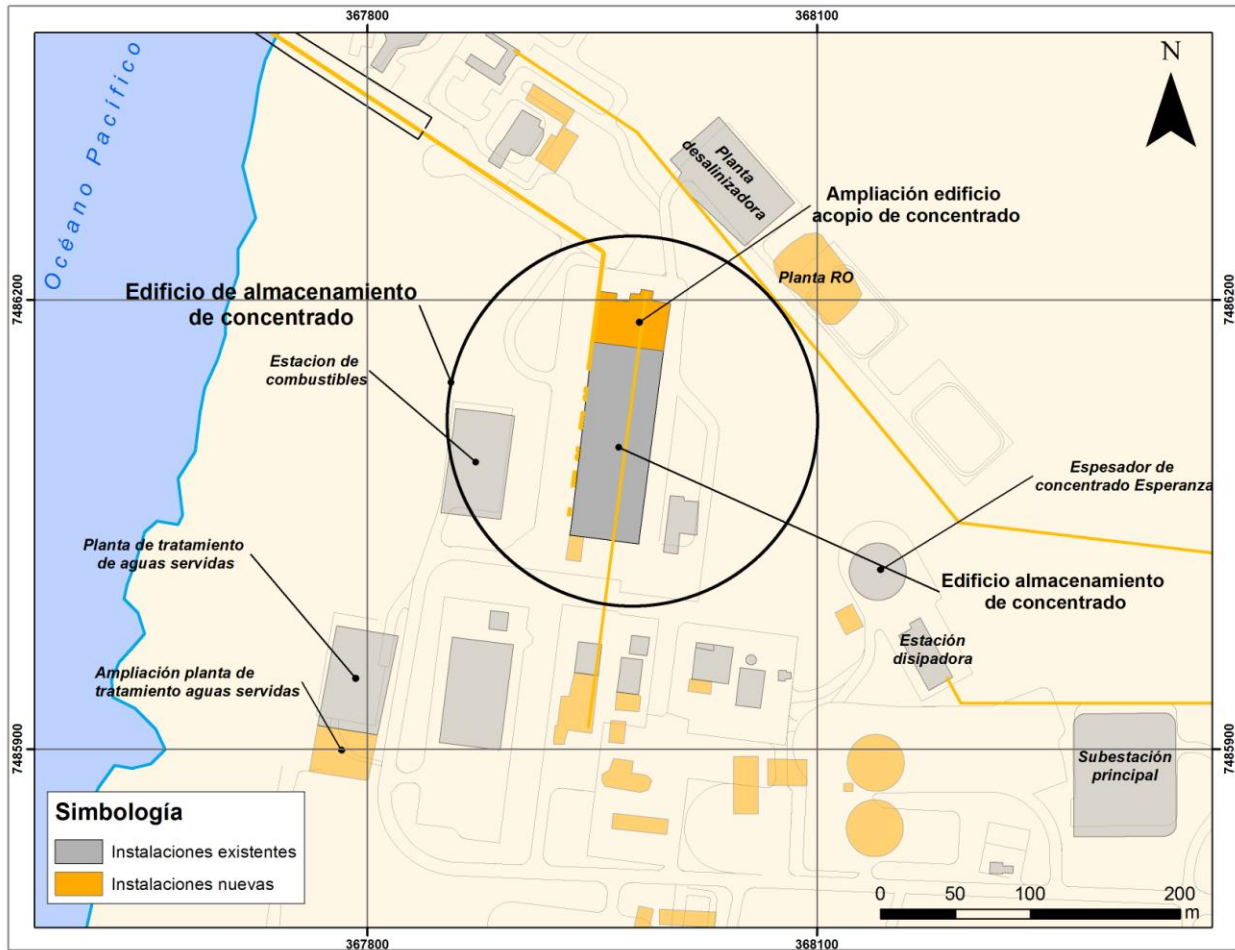 367800
368100
N
Océano Pacifico
Planta
desalinizadora
Ampliación edificio
acopio de concentrado
Planta RO
7486200
7486200
Edificio de almacenamiento
de concentrado
Estacion de
combustibles
Espesador de
concentrado Esperanza
Planta de tratamiento
de aguas servidas
Edificio almacenamiento
de concentrado
Estación
disipadora
Ampliación planta de
tratamiento aguas servidas
7485900
7485900
Subestación
principal
Simbología
Instalaciones existentes
Instalaciones nuevas
0 50 100 200
m
367800
368100